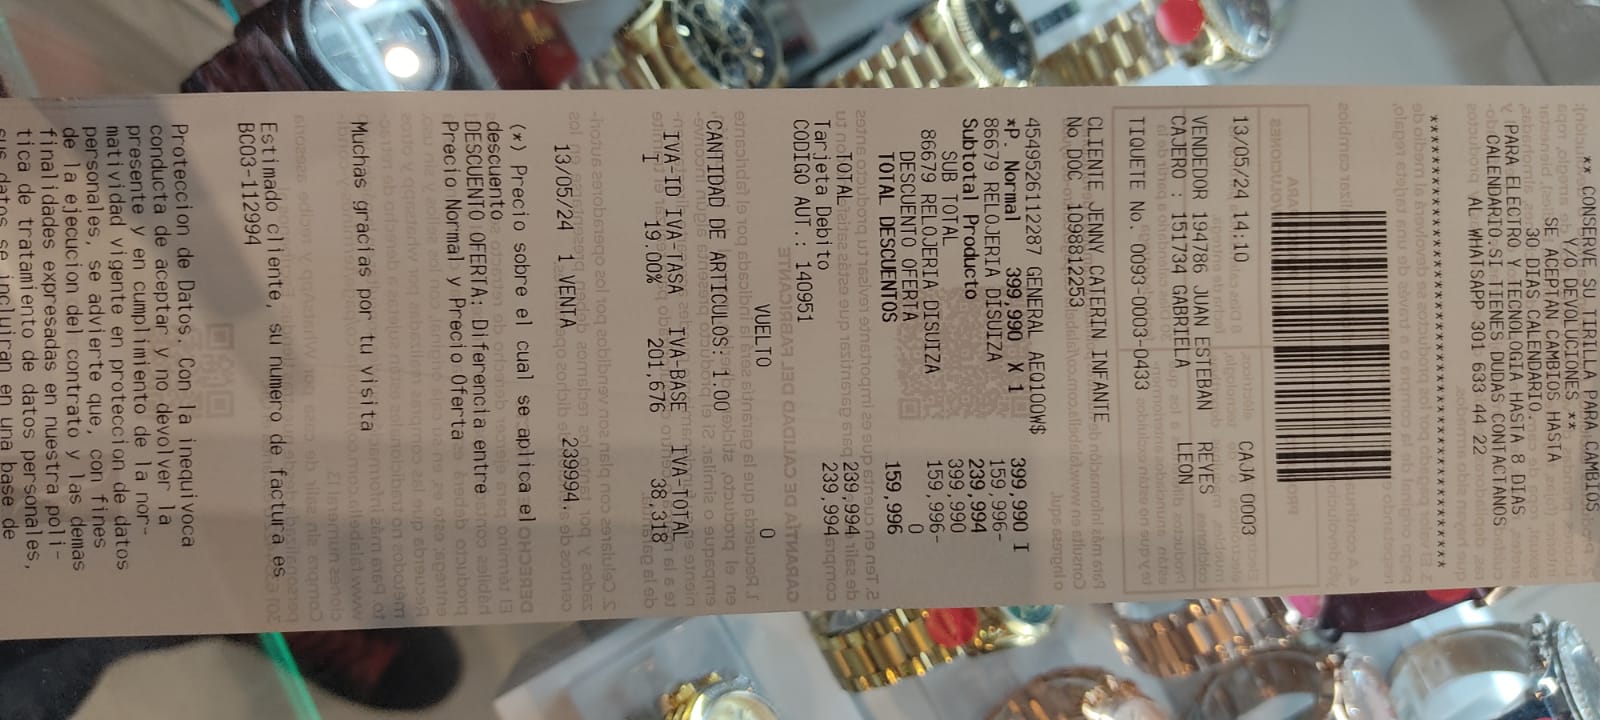 ** CONSERVE SU TIRILLA PARA CAMBIOS
Y/O DEVOLUCIONES **
SE ACEPTAN CAMBIOS HASTA
30 DIAS CALENDARIO.
PARA ELECTRO Y TECNOLOGIA HASTA 8 DIAS
CALENDARIO.SI TIENES DUDAS CONTACTANOS
AL WHATSAPP 301 633 44 22
****************************************
13/05/24 14:10 CAJA 0003
VENDEDOR 194786 JUAN ESTEBAN REYES
CAJERO : 151734 GABRIELA LEON
TIQUETE No. 0093-0003-0433
CLIENTE JENNY CATERIN INFANTE
No.DOC 1098812253
4549526112287 GENERAL AE0100W$
*P. Normal 399,990 X 1 399,990 I
86679 RELOJERIA DISUIZA 159,996-
Subtotal Producto 239,994
SUB TOTAL 399,990
86679 RELOJERIA DISUIZA 159,996-
DESCUENTO OFERTA 0
TOTAL DESCUENTOS 159,996
TOTAL 239,994
Tarjeta Debito 239,994
CODIGO AUT.: 140951
VUELTO 0
CANTIDAD DE ARTICULOS: 1.00
IVA-ID IVA-TASA IVA-BASE IVA-TOTAL
I 19.00% 201,676 38,318
13/05/24 1 VENTA 239994.
(*) Precio sobre el cual se aplica el
descuento
DESCUENTO OFERTA: Diferencia entre
Precio Normal y Precio Oferta
Muchas gracias por tu visita
Estimado cliente, su numero de factura es
BC03-112994
Proteccion de Datos. Con la inequivoca
conducta de aceptar y no devolver la
presente y en cumplimiento de la nor-
matividad vigente en proteccion de datos
personales, se advierte que, con fines
de la ejecucion del contrato y las demas
finalidades expresadas en nuestra poli-
tica de tratamiento de datos personales,
sus datos se incluiran en una base de